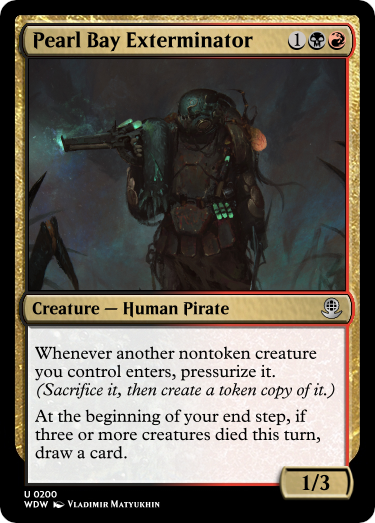 Pearl Bay Exterminator 1
Creature — Human Pirate
Whenever another nontoken creature
you control enters, pressurize it.
(Sacrifice it, then create a token copy of it.)
At the beginning of your end step, if
three or more creatures died this turn,
draw a card.
1/3
U 0200
WDW Vladimir Matyukhin